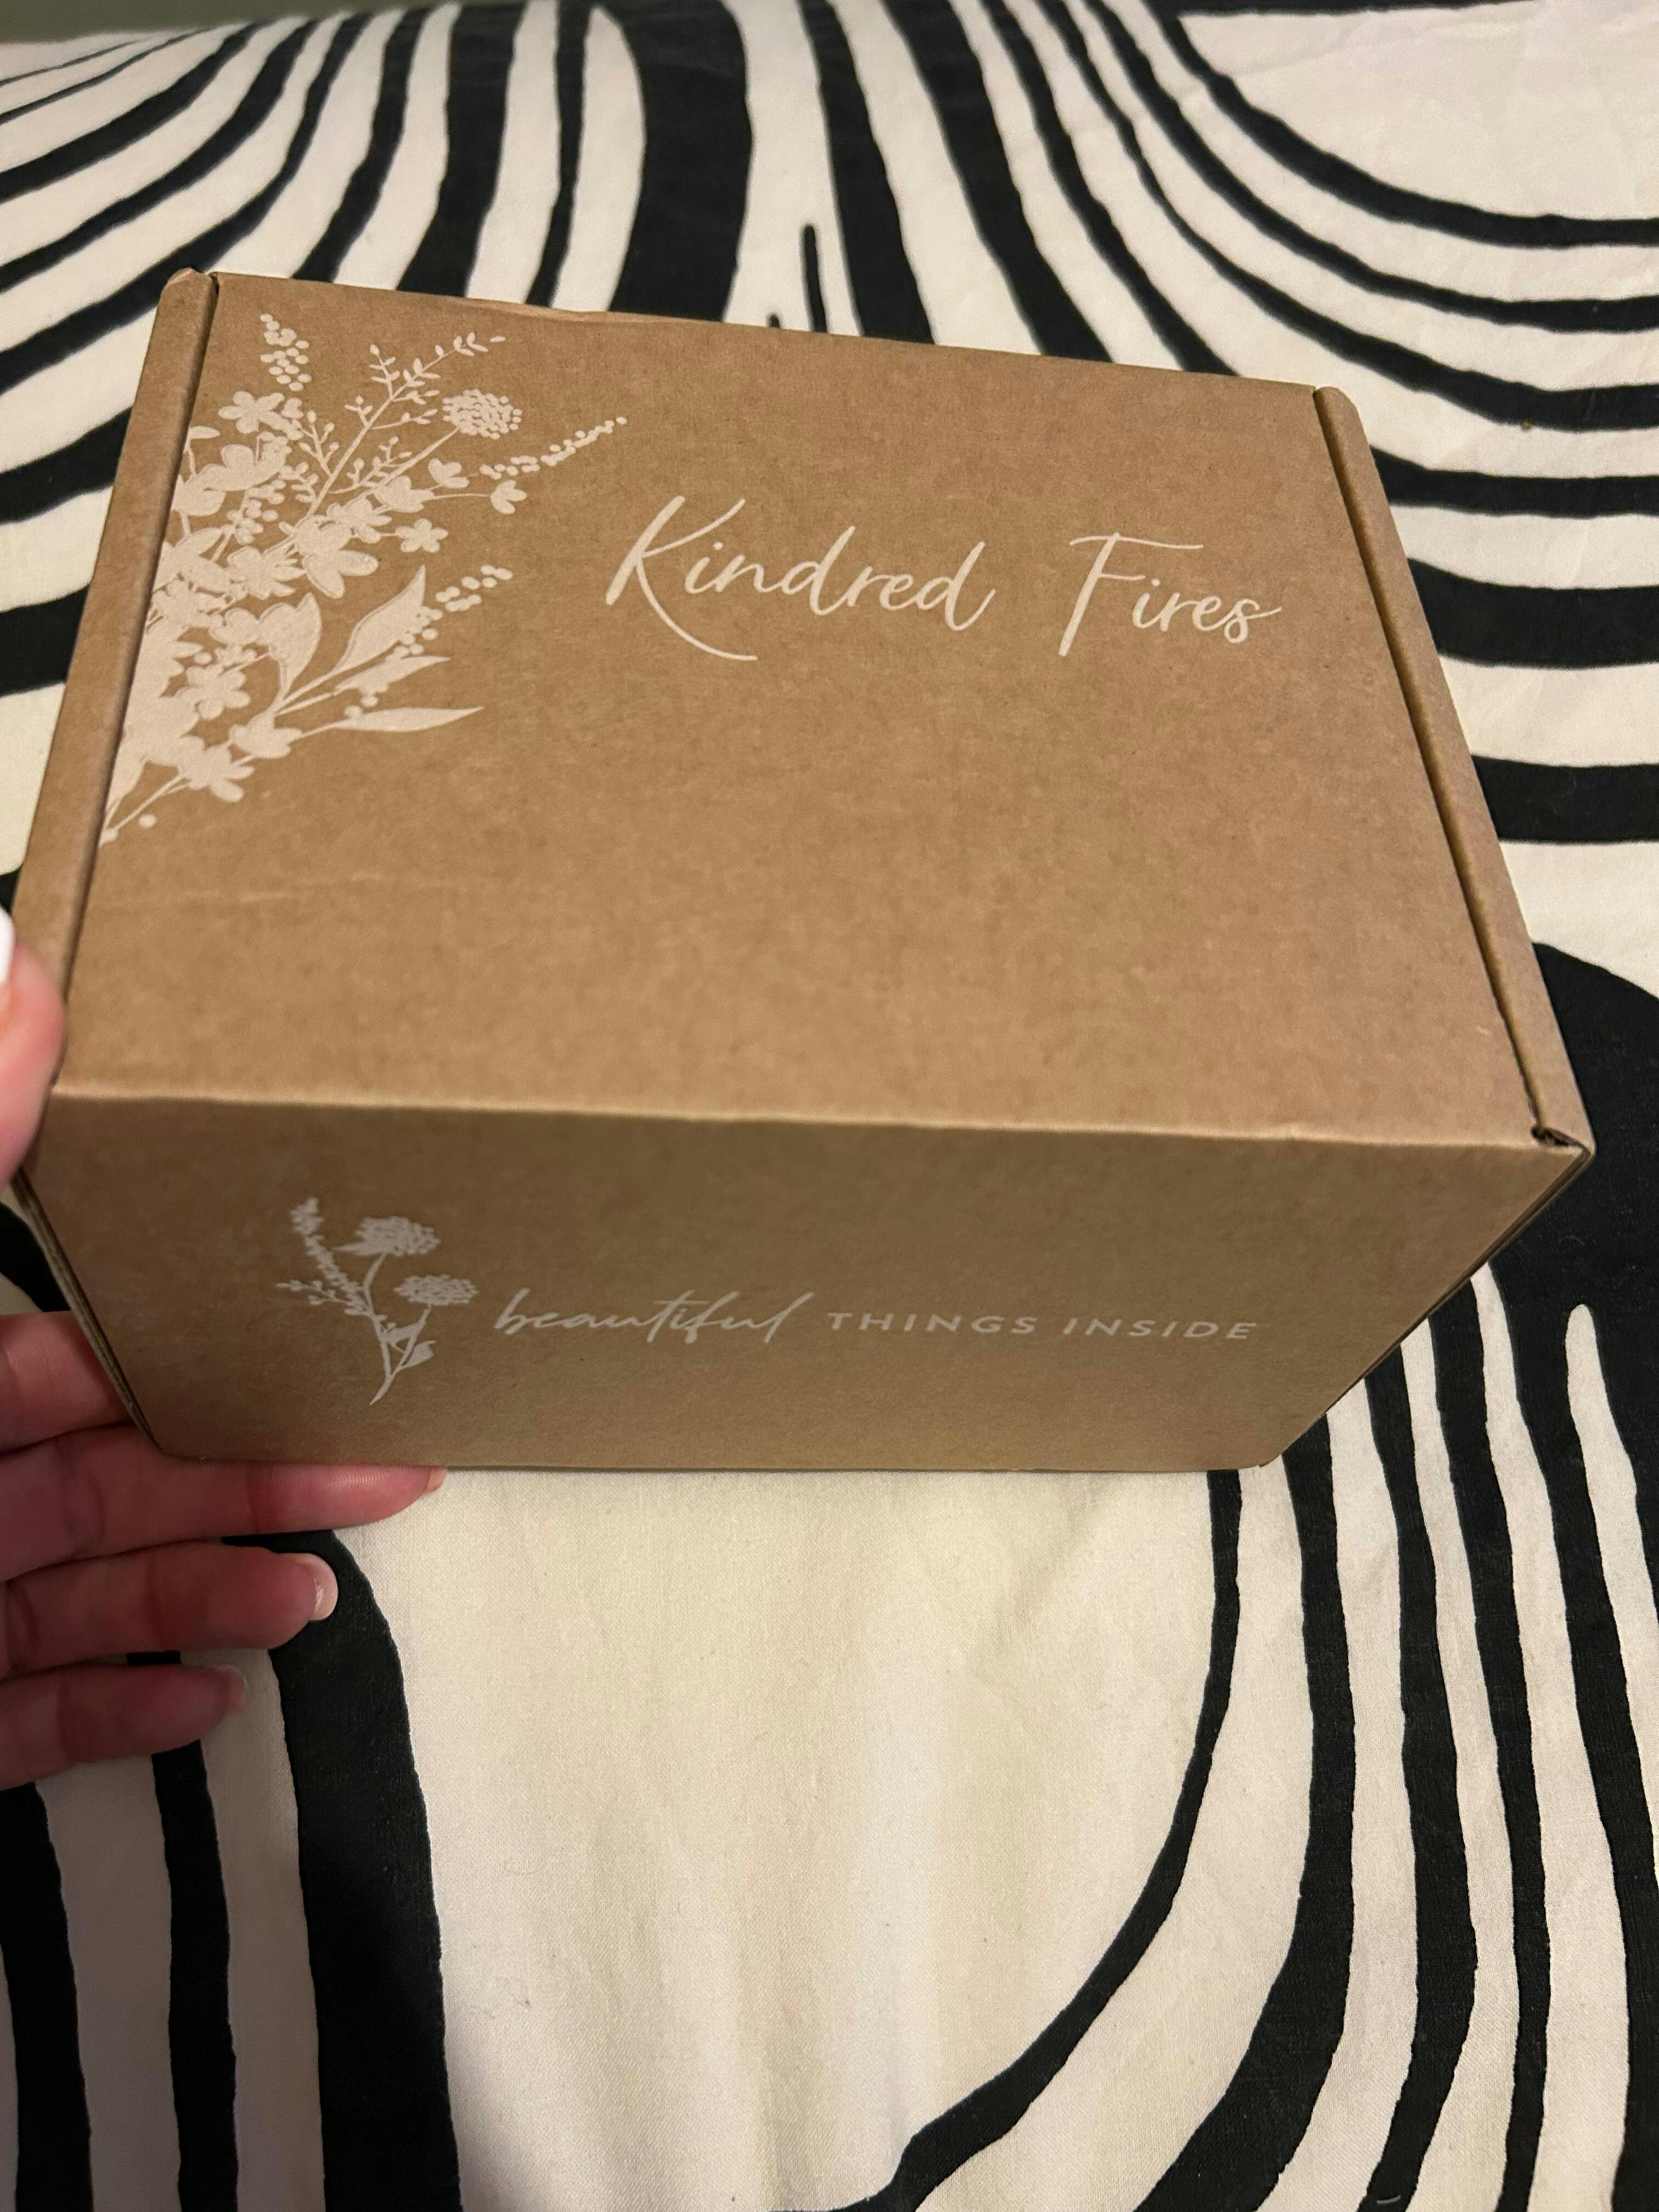 Kindred Fires
beautiful THINGS INSIDE